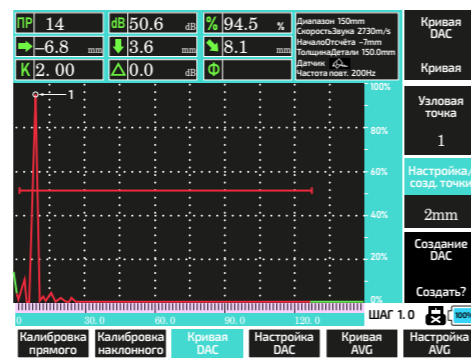 ПР 14 dB 50.6 dB % 94.5 %
-6.8 mm 3.6 mm 8.1 mm
K 2.00 0.0 dB Ф
Диапазон 150mm
СкоростьЗвука 2730m/s
НачалоОтсчёта -7mm
ТолщинаДетали 150.0mm
Датчик
Частота повт. 200Hz
Кривая
DAC
Кривая
Узловая
точка
1
Настройка/
созд. точки
2mm
Создание
DAC
Создать?
1
100%
80%
40%
20%
0%
0 30.0 60.0 90.0 120.0
ШАГ 1.0 100%
Калибровка
прямого
Калибровка
наклонного
Кривая
DAC
Настройка
DAC
Кривая
AVG
Настройка
AVG